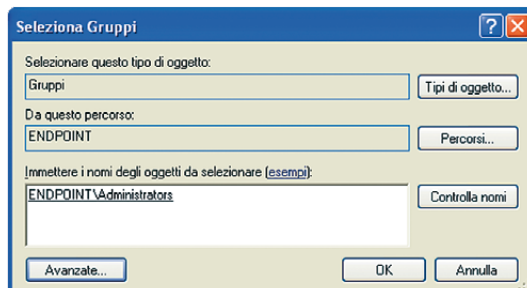 Seleziona Gruppi
Selezionare questo tipo di oggetto:
Gruppi
Tipi di oggetto...
Da questo percorso:
ENDPOINT
Percorsi...
Immettere i nomi degli oggetti da selezionare (esempi):
ENDPOINT\Administrators
Controlla nomi
Avanzate...
OK
Annulla